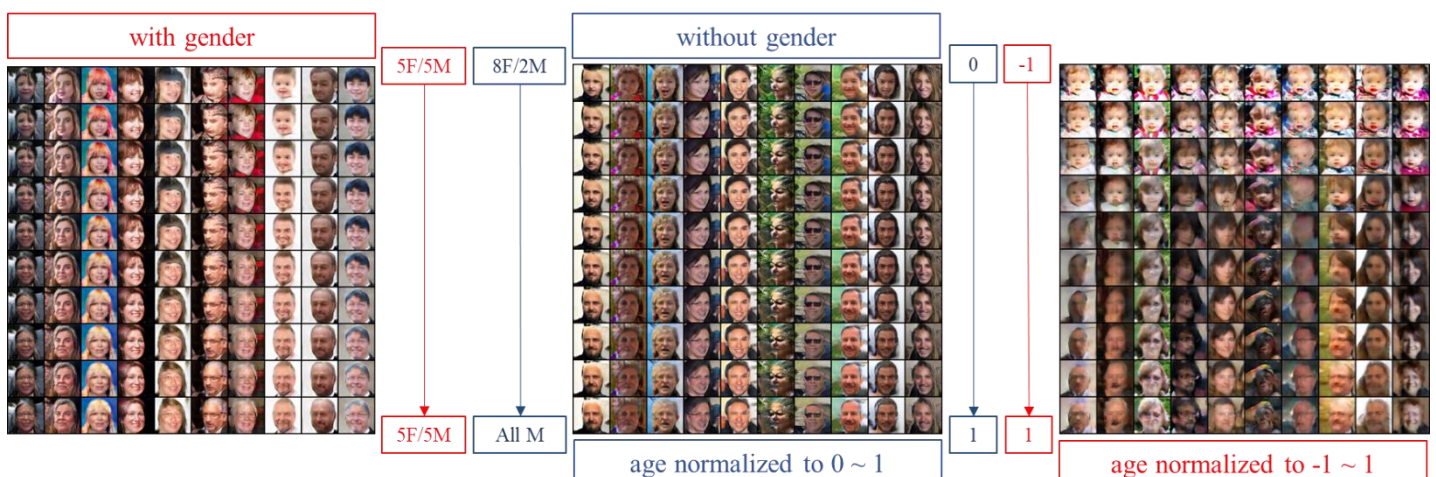 with gender
without gender
5F/5M
8F/2M
0
-1
5F/5M
All M
1
1
age normalized to 0 ~ 1
age normalized to -1 ~ 1